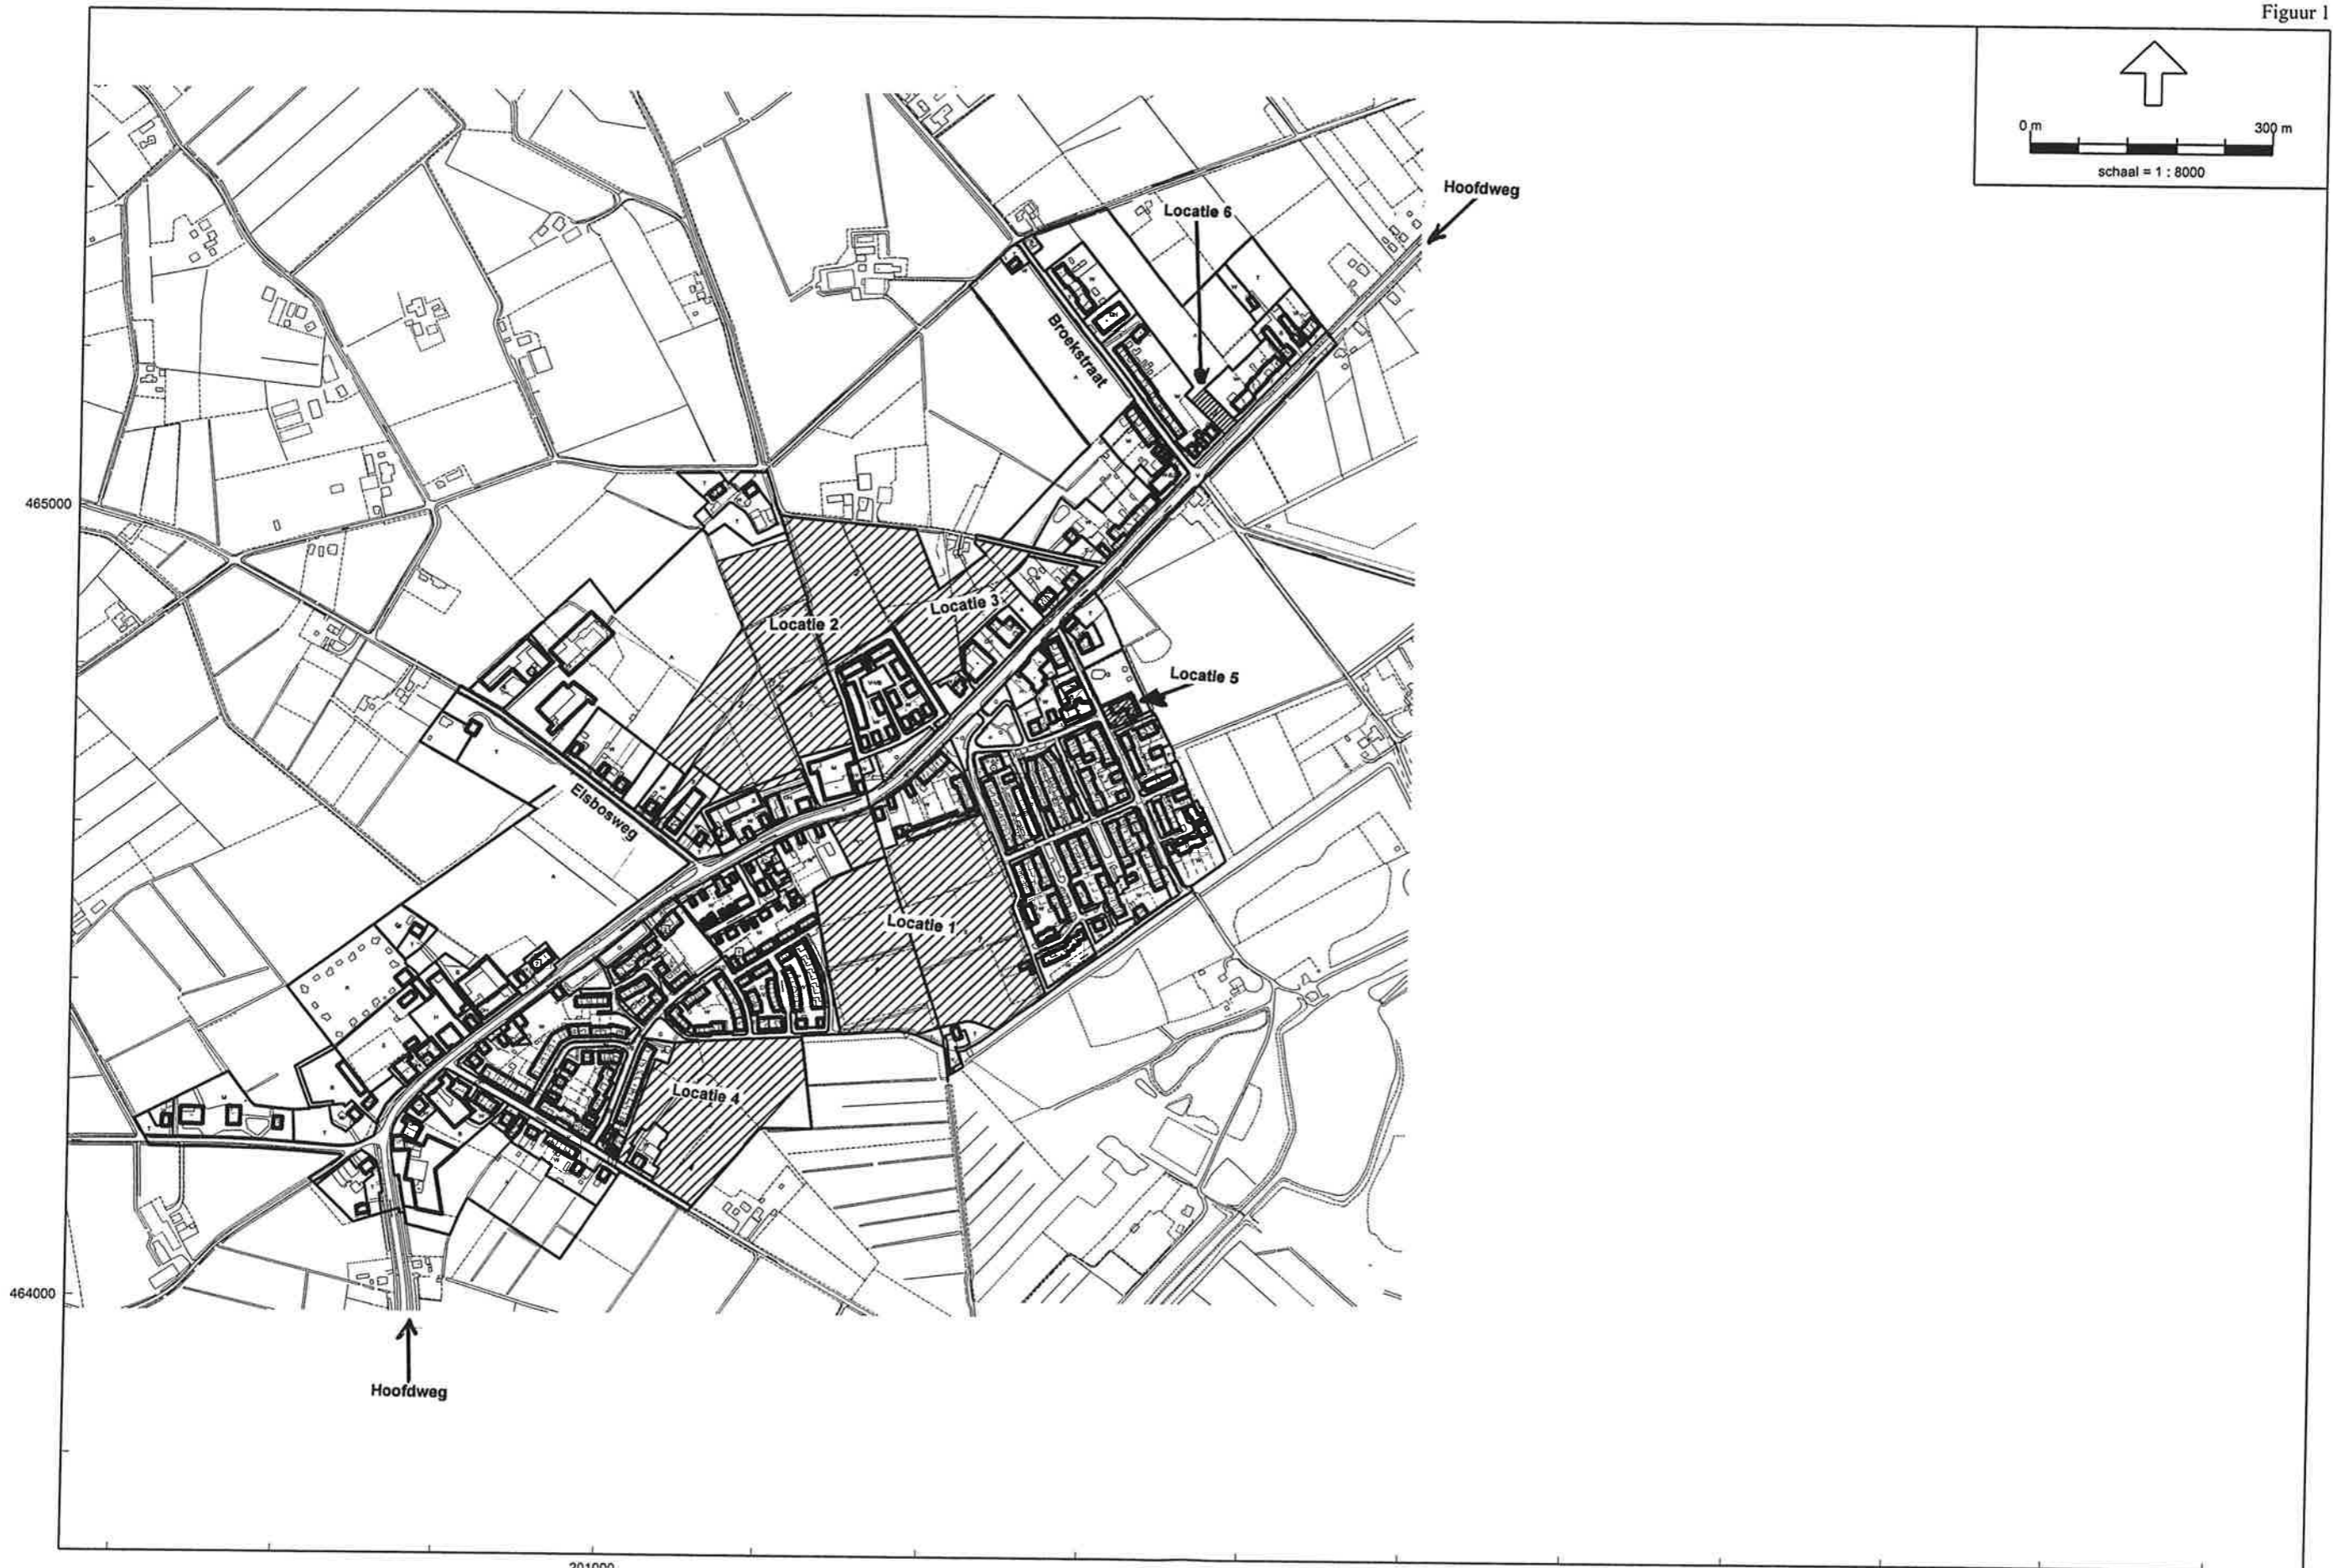 Figuur 1
0 m 300 m
schaal = 1 : 8000
Hoofdweg
Locatie 6
Broekstraat
465000
Locatie 3
Locatie 2
Locatie 5
Elsbosweg
Locatie 1
Locatie 4
464000
Hoofdweg
201000